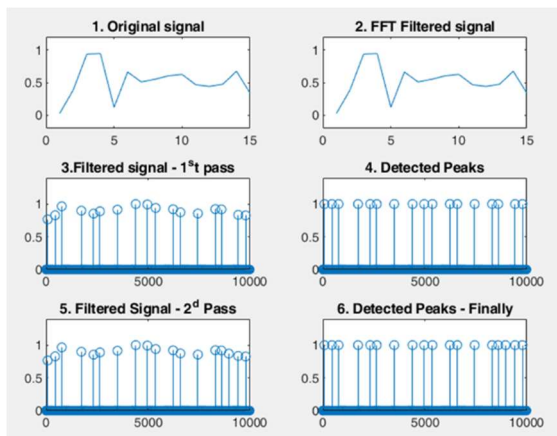 1. Original signal
1
0.5
0
0 5 10 15
2. FFT Filtered signal
1
0.5
0
0 5 10 15
3.Filtered signal - 1st pass
1
0.5
0
0 5000 10000
4. Detected Peaks
1
0.5
0
0 5000 10000
5. Filtered Signal - 2d Pass
1
0.5
0
0 5000 10000
6. Detected Peaks - Finally
1
0.5
0
0 5000 10000